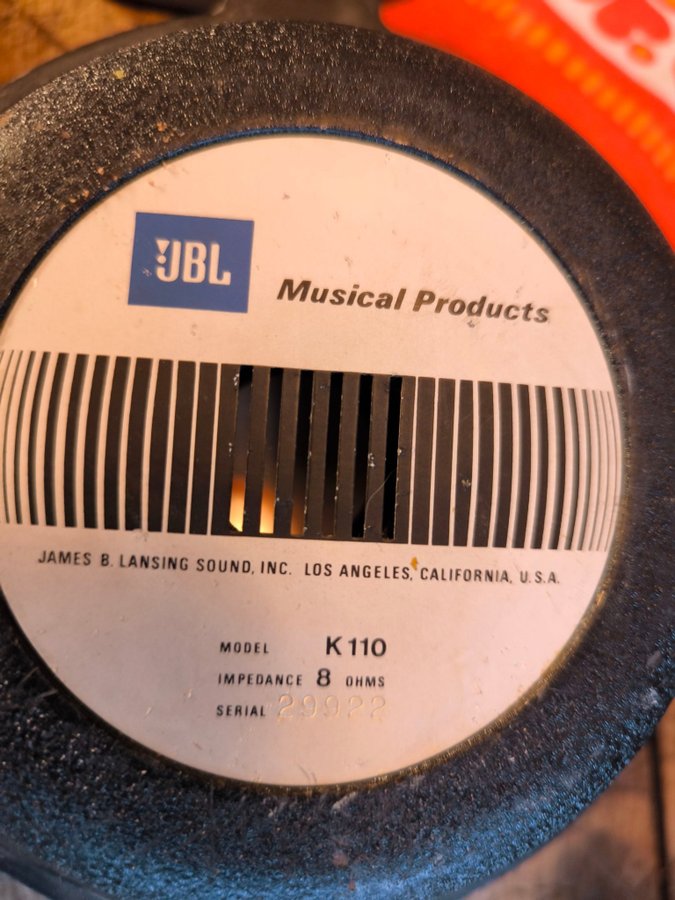 JBL
Musical Products
JAMES B. LANSING SOUND, INC. LOS ANGELES, CALIFORNIA, U.S.A.
MODEL K110
IMPEDANCE 8 OHMS
SERIAL 29922